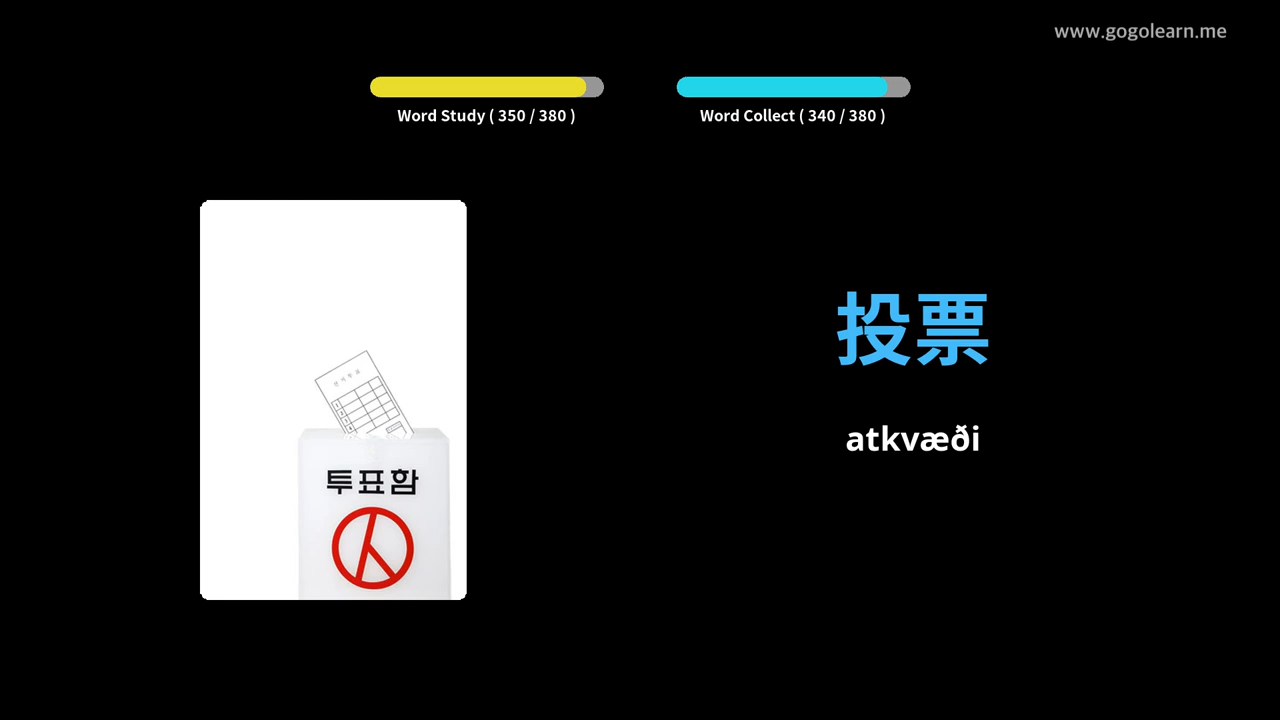 www.gogolearn.me
Word Study ( 350 / 380 )
Word Collect ( 340 / 380 )
投票
atkvæði
투표함